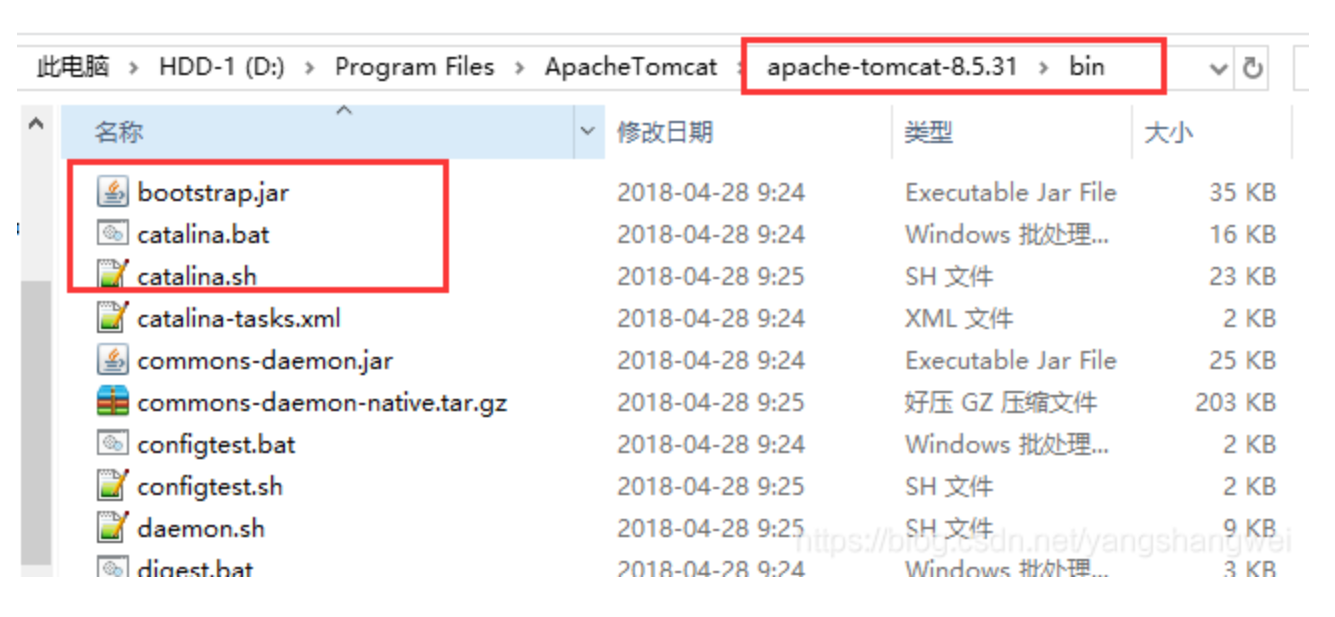 此电脑 › HDD-1 (D:) › Program Files › ApacheTomcat › apache-tomcat-8.5.31 › bin
名称 修改日期 类型 大小
bootstrap.jar 2018-04-28 9:24 Executable Jar File 35 KB
catalina.bat 2018-04-28 9:24 Windows 批处理... 16 KB
catalina.sh 2018-04-28 9:25 SH 文件 23 KB
catalina-tasks.xml 2018-04-28 9:24 XML 文件 2 KB
commons-daemon.jar 2018-04-28 9:24 Executable Jar File 25 KB
commons-daemon-native.tar.gz 2018-04-28 9:25 好压 GZ 压缩文件 203 KB
configtest.bat 2018-04-28 9:24 Windows 批处理... 2 KB
configtest.sh 2018-04-28 9:25 SH 文件 2 KB
daemon.sh 2018-04-28 9:25 SH 文件 9 KB
https://blog.csdn.net/yangshangwei
digest.bat 2018-04-28 9:24 Windows 批处理... 3 KB